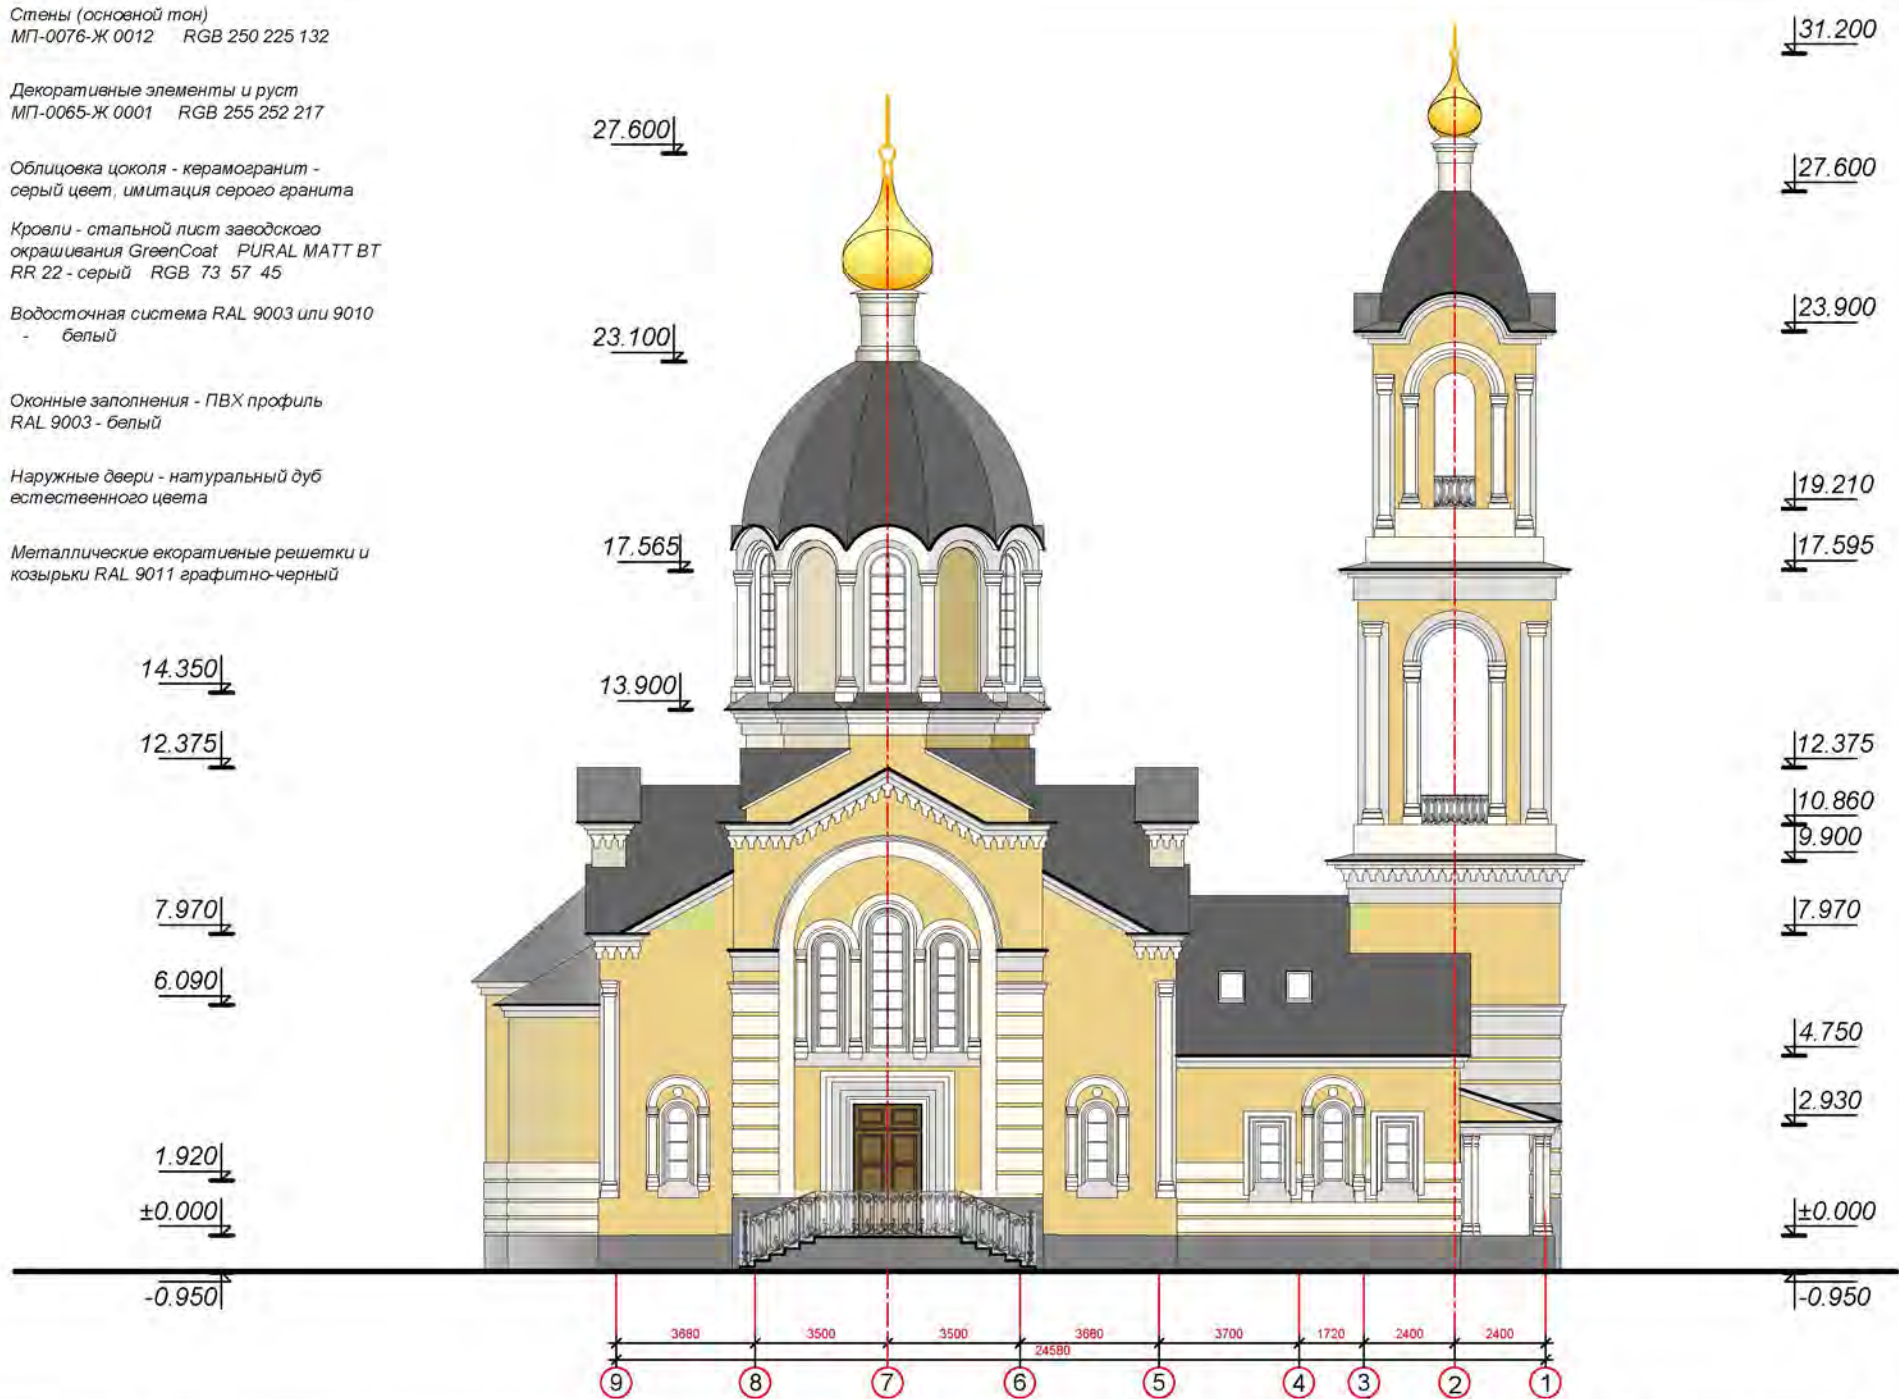 Стены (основной тон)
МП-0076-Ж 0012 RGB 250 225 132
Декоративные элементы и руст
МП-0065-Ж 0001 RGB 255 252 217
Облицовка цоколя - керамогранит -
серый цвет, имитация серого гранита
Кровли - стальной лист заводского
окрашивания GreenCoat PURAL MATT BT
RR 22 - серый RGB 73 57 45
Водосточная система RAL 9003 или 9010
- белый
Оконные заполнения - ПВХ профиль
RAL 9003 - белый
Наружные двери - натуральный дуб
естественного цвета
Металлические екоративные решетки и
козырьки RAL 9011 графитно-черный
14.350
12.375
7.970
6.090
1.920
±0.000
-0.950
27.600
23.100
17.565
13.900
31.200
27.600
23.900
19.210
17.595
12.375
10.860
9.900
7.970
4.750
2.930
±0.000
-0.950
3680 3500 3500 3680 3700 1720 2400 2400
24580
9 8 7 6 5 4 3 2 1